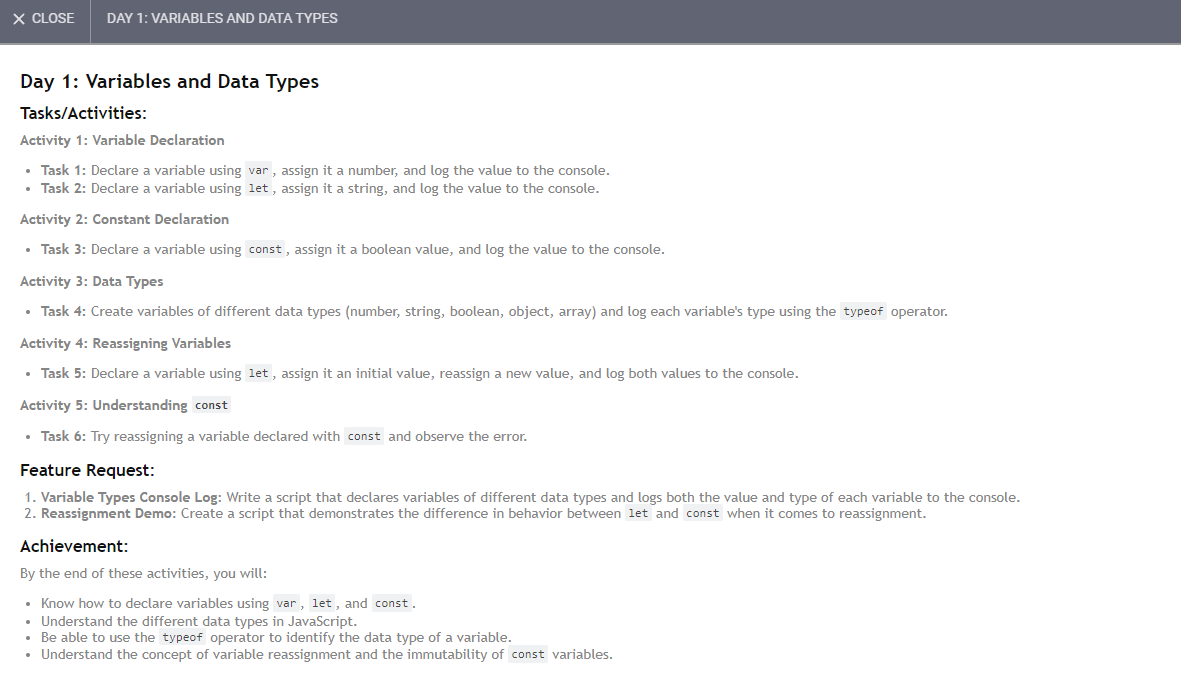 CLOSE
DAY 1: VARIABLES AND DATA TYPES
Day 1: Variables and Data Types
Tasks/Activities:
Activity 1: Variable Declaration
• Task 1: Declare a variable using var, assign it a number, and log the value to the console.
• Task 2: Declare a variable using let, assign it a string, and log the value to the console.
Activity 2: Constant Declaration
• Task 3: Declare a variable using const, assign it a boolean value, and log the value to the console.
Activity 3: Data Types
• Task 4: Create variables of different data types (number, string, boolean, object, array) and log each variable's type using the typeof operator.
Activity 4: Reassigning Variables
• Task 5: Declare a variable using let, assign it an initial value, reassign a new value, and log both values to the console.
Activity 5: Understanding const
• Task 6: Try reassigning a variable declared with const and observe the error.
Feature Request:
1. Variable Types Console Log: Write a script that declares variables of different data types and logs both the value and type of each variable to the console.
2. Reassignment Demo: Create a script that demonstrates the difference in behavior between let and const when it comes to reassignment.
Achievement:
By the end of these activities, you will:
• Know how to declare variables using var, let, and const.
• Understand the different data types in JavaScript.
• Be able to use the typeof operator to identify the data type of a variable.
• Understand the concept of variable reassignment and the immutability of const variables.